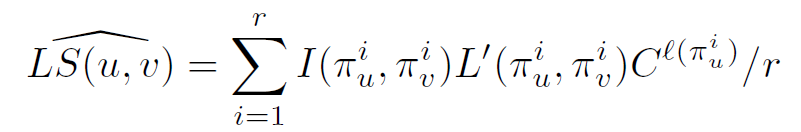 $$\widehat{LS(u,v)} = \sum_{i=1}^{r} I(\pi_u^i, \pi_v^i) L'(\pi_u^i, \pi_v^i) C^{\ell(\pi_u^i)} / r$$